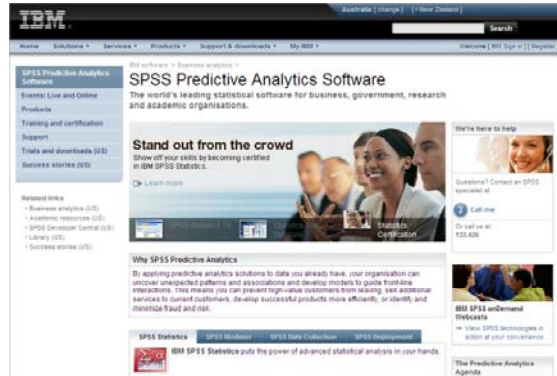 IBM.
Australia [ change ] [ New Zealand ]
Search
Home Solutions Services Products Support & downloads My IBM
Welcome [ IBM Sign in ] [ Register
IBM software > Business analytics >
SPSS Predictive Analytics Software
The world's leading statistical software for business, government, research
and academic organisations.
SPSS Predictive Analytics
Software
Events: Live and Online
Products
Training and certification
Support
Trials and downloads (US)
Success stories (US)
Related links
Business analytics (US)
Academic resources (US)
SPSS Developer Central (US)
Library (US)
Success stories (US)
Stand out from the crowd
Show off your skills by becoming certified
in IBM SPSS Statistics.
Learn more
Statistics
Certification
Why SPSS Predictive Analytics
By applying predictive analytics solutions to data you already have, your organisation can
uncover unexpected patterns and associations and develop models to guide front-line
interactions. This means you can prevent high-value customers from leaving, sell additional
services to current customers, develop successful products more efficiently, or identify and
minimize fraud and risk.
SPSS Statistics SPSS Modeler SPSS Data Collection SPSS Deployment
IBM SPSS Statistics puts the power of advanced statistical analysis in your hands.
We're here to help
Questions? Contact an SPSS
specialist at
Call me
Or call us at
IBM SPSS onDemand
Webcasts
View SPSS technologies in
action at your convenience
The Predictive Analytics
Agenda